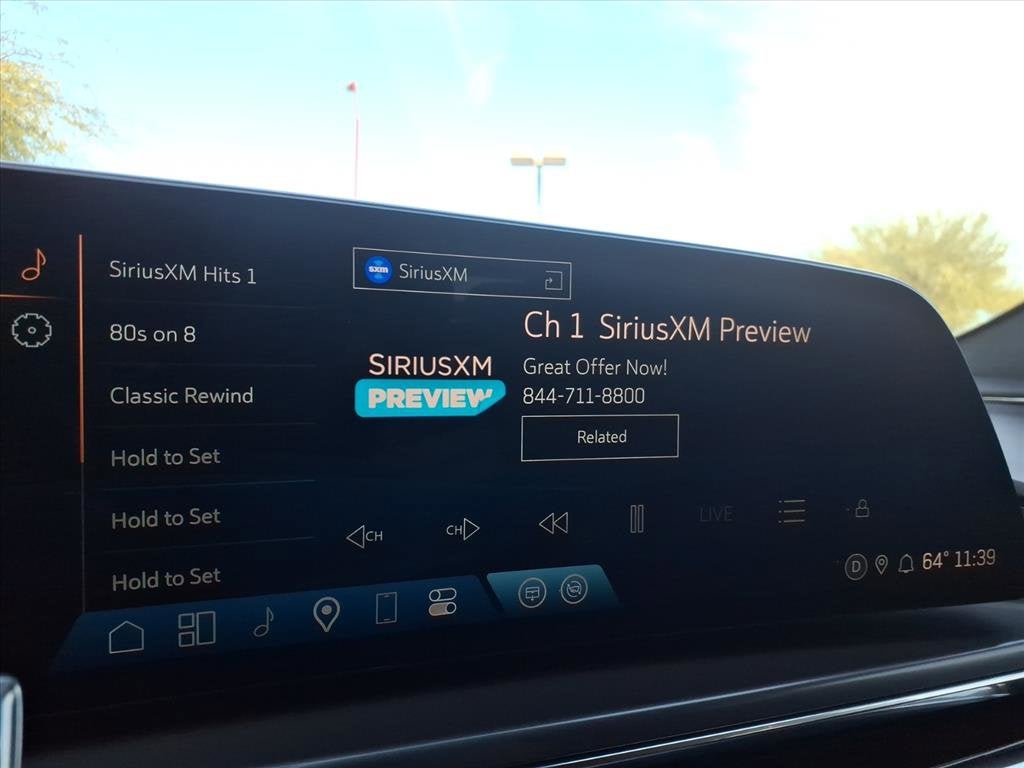 SiriusXM Hits 1
80s on 8
Classic Rewind
Hold to Set
Hold to Set
Hold to Set
sxm SiriusXM
SIRIUSXM
PREVIEW
Ch 1 SiriusXM Preview
Great Offer Now!
844-711-8800
Related
CH
CH
LIVE
D 64° 11:39